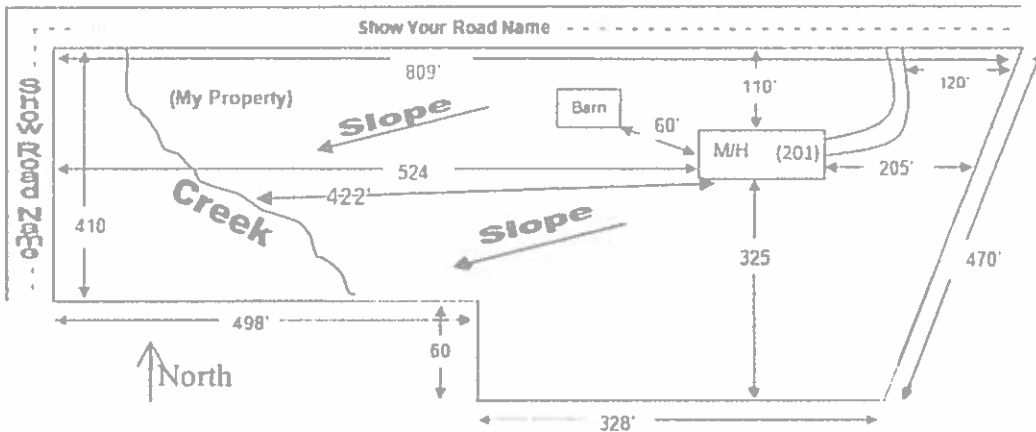 Show Your Road Name
Show Road Name
809'
110'
120'
(My Property)
Barn
Slope
60'
M/H (201)
524
205'
422'
Creek
410
Slope
325
470'
498'
60
North
328'